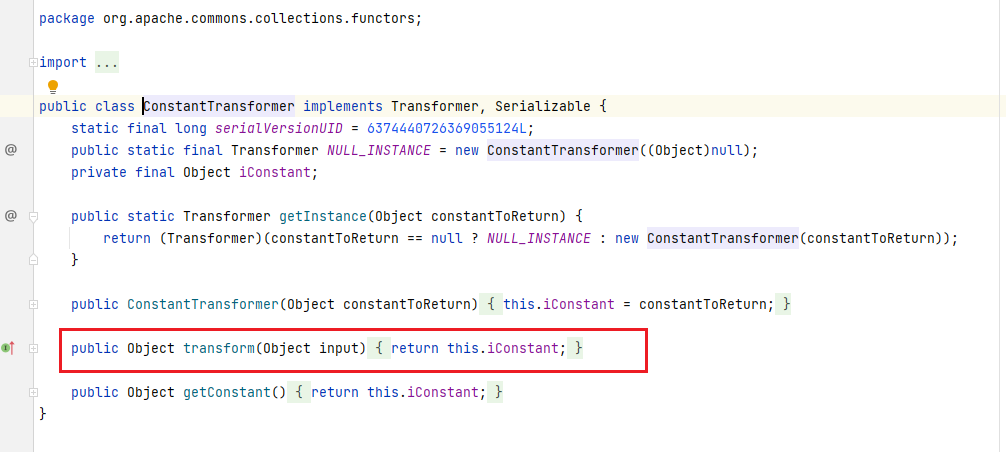 package org.apache.commons.collections.functors;
import ...
public class ConstantTransformer implements Transformer, Serializable {
static final long serialVersionUID = 6374440726369055124L;
@
public static final Transformer NULL_INSTANCE = new ConstantTransformer((Object)null);
private final Object iConstant;
@
public static Transformer getInstance(Object constantToReturn) {
return (Transformer)(constantToReturn == null ? NULL_INSTANCE : new ConstantTransformer(constantToReturn));
}
public ConstantTransformer(Object constantToReturn) { this.iConstant = constantToReturn; }
public Object transform(Object input) { return this.iConstant; }
public Object getConstant() { return this.iConstant; }
}